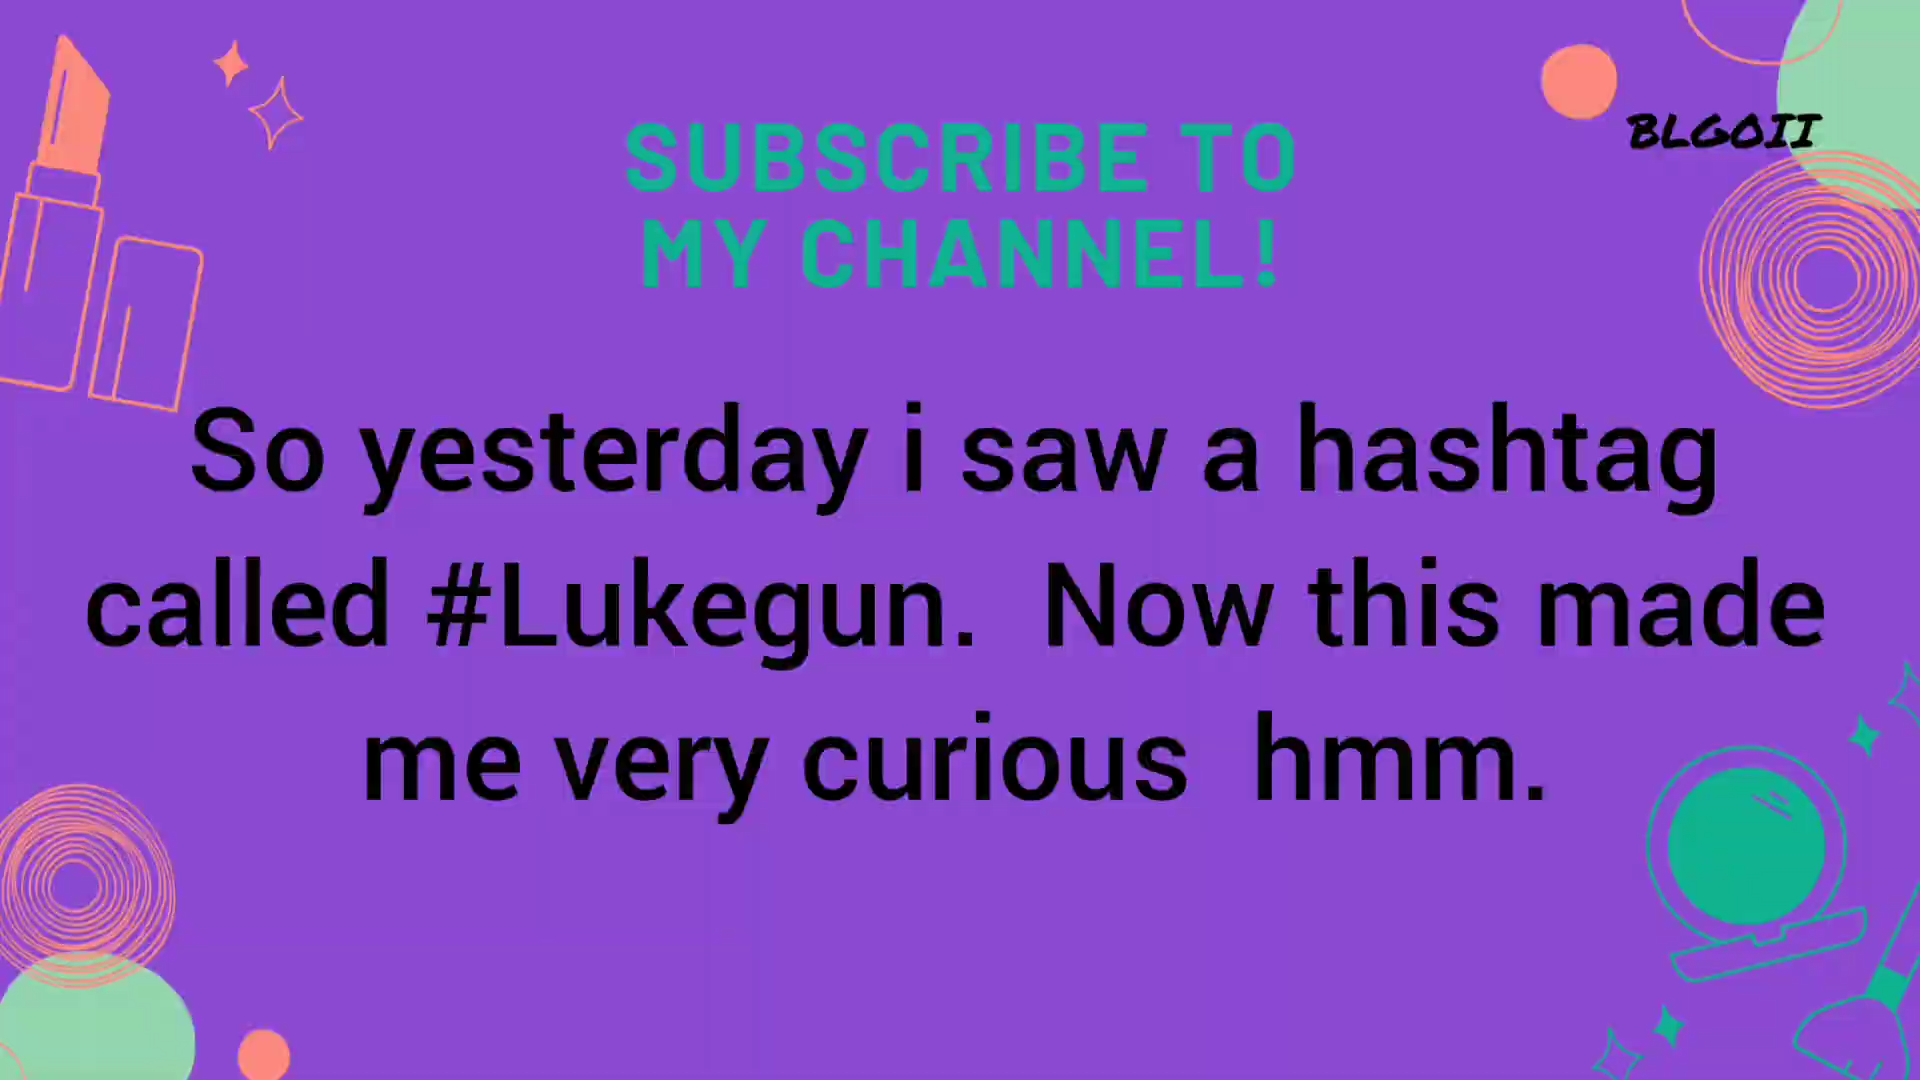 BLGOII
SUBSCRIBE TO
MY CHANNEL!
So yesterday i saw a hashtag
called #Lukegun.  Now this made
me very curious  hmm.